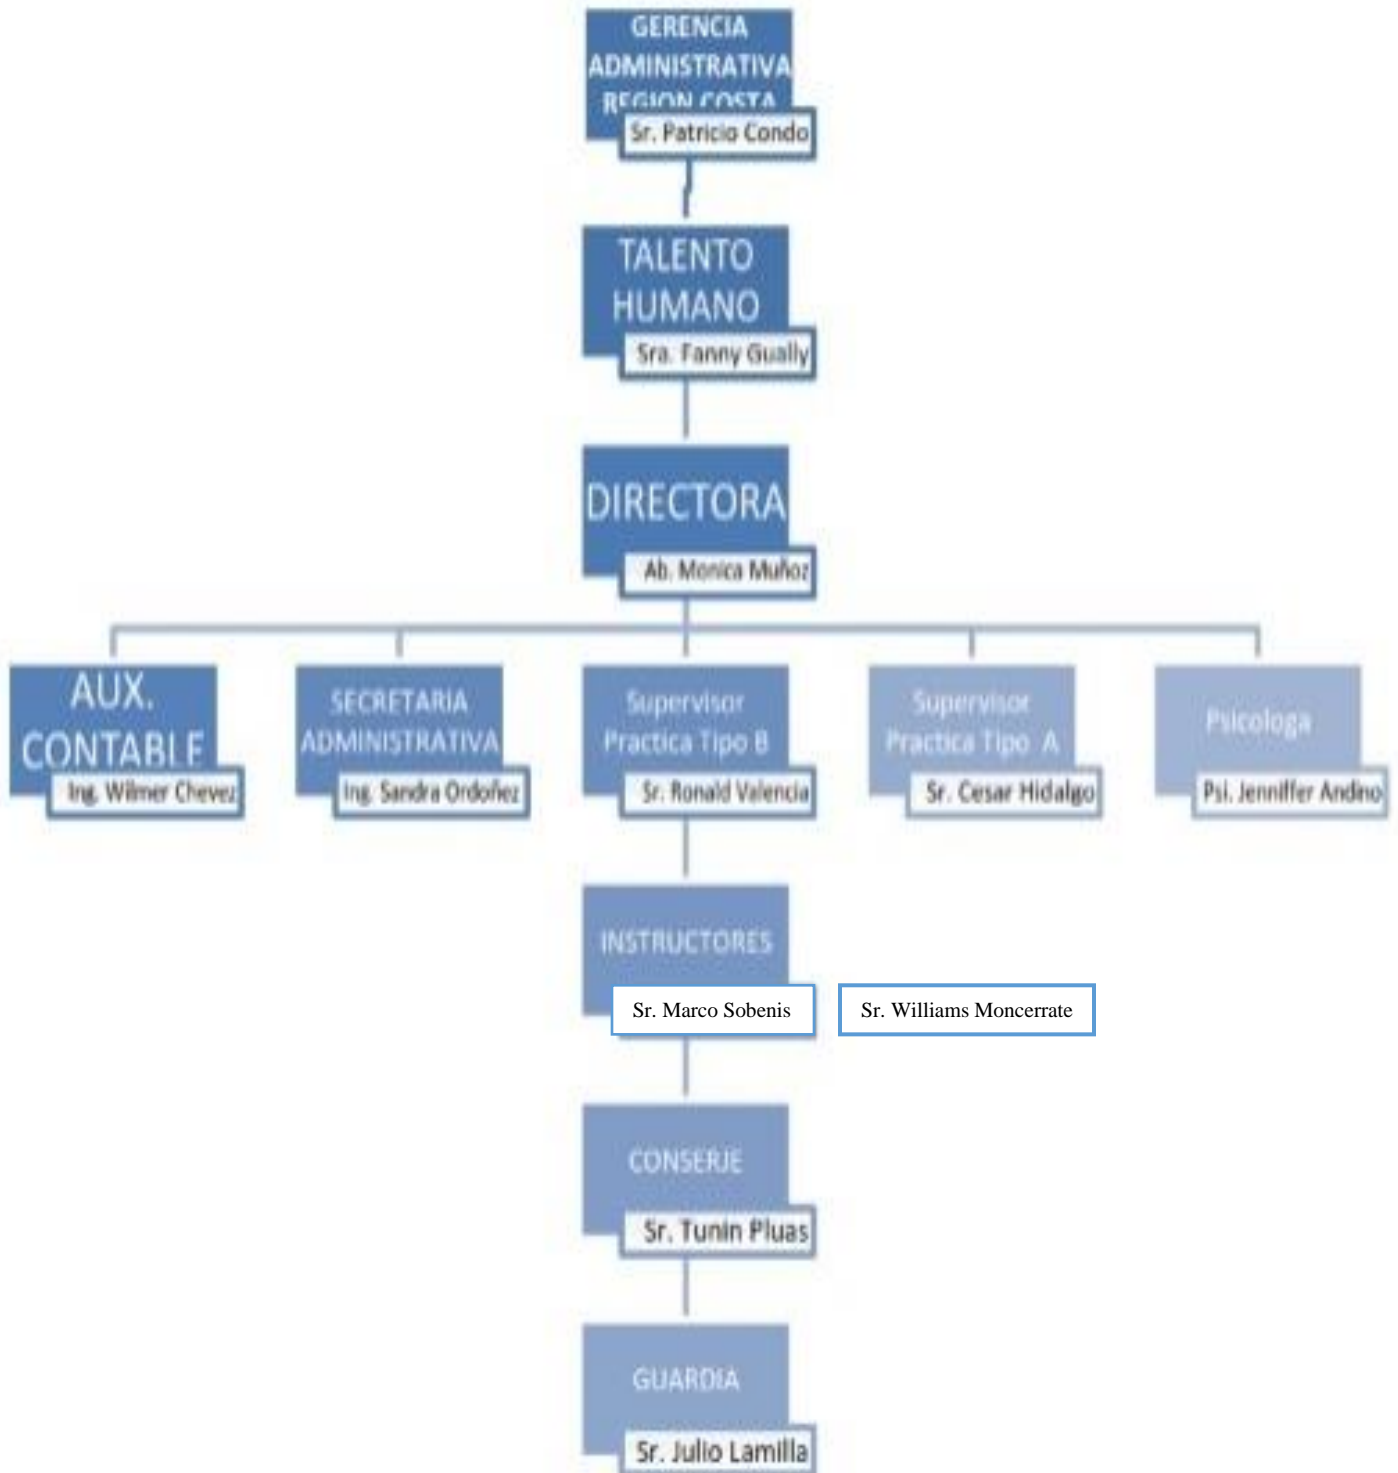 GERENCIA
ADMINISTRATIVA
REGION COSTA
Sr. Patricio Condo
TALENTO
HUMANO
Sra. Fanny Gually
DIRECTORA
Ab. Monica Muñoz
AUX.
CONTABLE
Ing. Wilmer Chevez
SECRETARIA
ADMINISTRATIVA
Ing. Sandra Ordoñez
Supervisor
Practica Tipo B
Sr. Ronald Valencia
Supervisor
Practica Tipo A
Sr. Cesar Hidalgo
Psicologa
Psi. Jenniffer Andino
INSTRUCTORES
Sr. Marco Sobenis
Sr. Williams Moncerrate
CONSERJE
Sr. Tunin Pluas
GUARDIA
Sr. Julio Lamilla